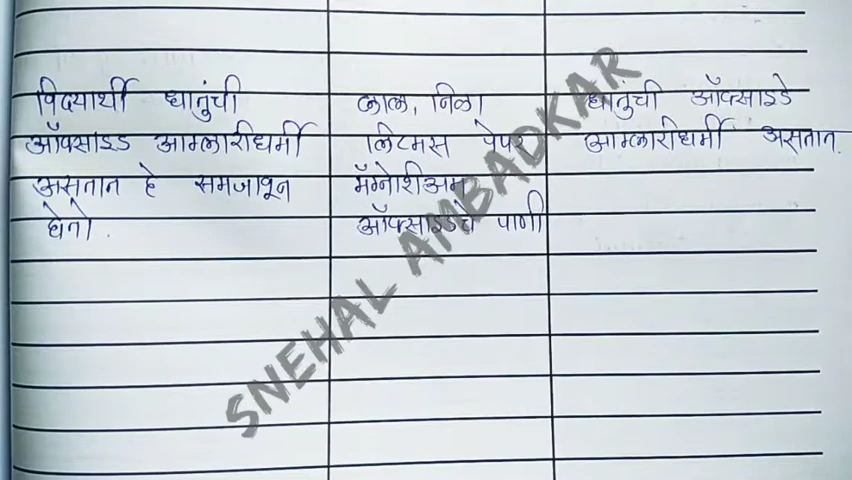 विद्यार्थी धातुंची
ऑक्साइड आम्लारीधर्मी
असतात हे समजावून
घेतो.
लाल, निळा
लिटमस पेपर
मॅग्नेशिअम
ऑक्साइडचे पाणी
धातुंची ऑक्साइडे
आम्लारीधर्मी असतात.
SNEHAL AMBADKAR